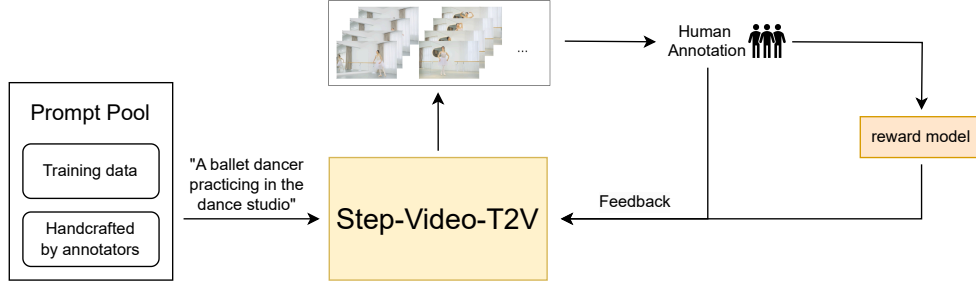 Prompt Pool
Training data
Handcrafted
by annotators
"A ballet dancer
practicing in the
dance studio"
Step-Video-T2V
...
Human
Annotation
reward model
Feedback